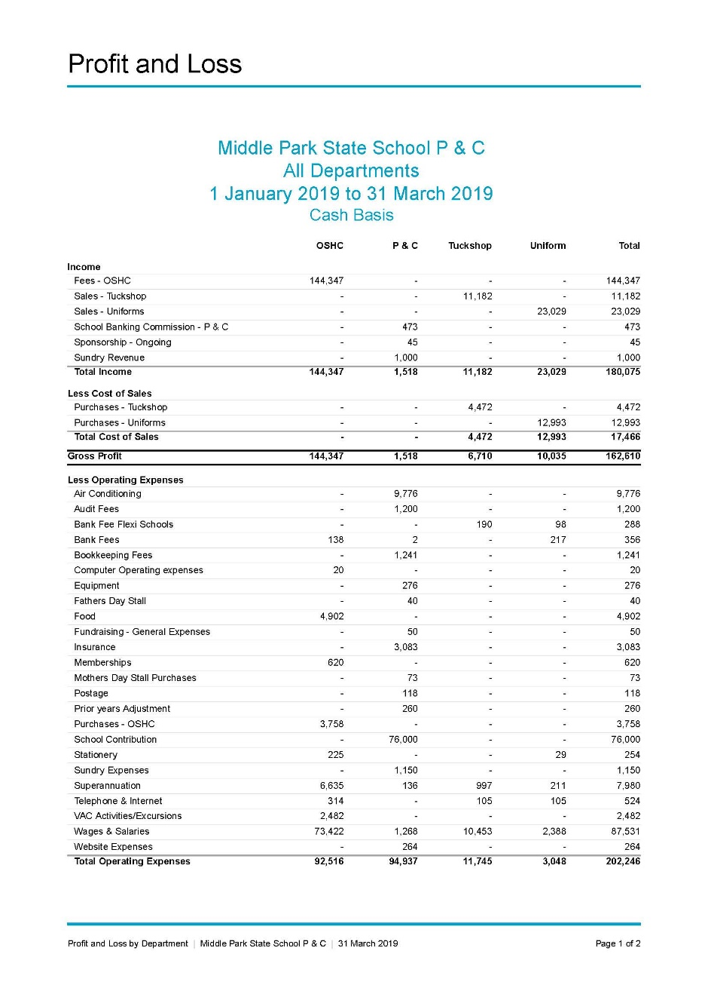 Profit and Loss
Middle Park State School P & C
All Departments
1 January 2019 to 31 March 2019
Cash Basis
OSHC P & C Tuckshop Uniform Total
Income
Fees - OSHC 144,347 - - - 144,347
Sales - Tuckshop - - 11,182 - 11,182
Sales - Uniforms - - - 23,029 23,029
School Banking Commission - P & C - 473 - - 473
Sponsorship - Ongoing - 45 - - 45
Sundry Revenue - 1,000 - - 1,000
Total Income 144,347 1,518 11,182 23,029 180,075
Less Cost of Sales
Purchases - Tuckshop - - 4,472 - 4,472
Purchases - Uniforms - - - 12,993 12,993
Total Cost of Sales - - 4,472 12,993 17,466
Gross Profit 144,347 1,518 6,710 10,035 162,610
Less Operating Expenses
Air Conditioning - 9,776 - - 9,776
Audit Fees - 1,200 - - 1,200
Bank Fee Flexi Schools - - 190 98 288
Bank Fees 138 2 - 217 356
Bookkeeping Fees - 1,241 - - 1,241
Computer Operating expenses 20 - - - 20
Equipment - 276 - - 276
Fathers Day Stall - 40 - - 40
Food 4,902 - - - 4,902
Fundraising - General Expenses - 50 - - 50
Insurance - 3,083 - - 3,083
Memberships 620 - - - 620
Mothers Day Stall Purchases - 73 - - 73
Postage - 118 - - 118
Prior years Adjustment - 260 - - 260
Purchases - OSHC 3,758 - - - 3,758
School Contribution - 76,000 - - 76,000
Stationery 225 - - 29 254
Sundry Expenses - 1,150 - - 1,150
Superannuation 6,635 136 997 211 7,980
Telephone & Internet 314 - 105 105 524
VAC Activities/Excursions 2,482 - - - 2,482
Wages & Salaries 73,422 1,268 10,453 2,388 87,531
Website Expenses - 264 - - 264
Total Operating Expenses 92,516 94,937 11,745 3,048 202,246
Profit and Loss by Department | Middle Park State School P & C | 31 March 2019 Page 1 of 2